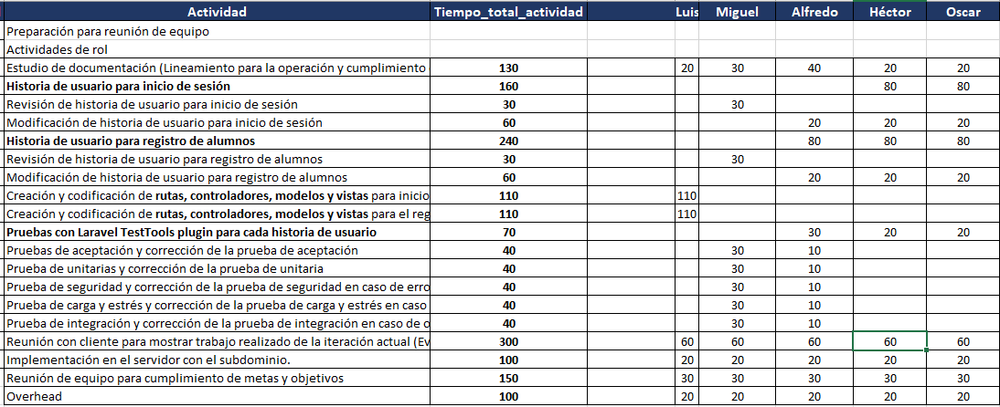 Actividad Tiempo_total_actividad Luis Miguel Alfredo Héctor Oscar
Preparación para reunión de equipo
Actividades de rol
Estudio de documentación (Lineamiento para la operación y cumplimiento 130 20 30 40 20 20
Historia de usuario para inicio de sesión 160 80 80
Revisión de historia de usuario para inicio de sesión 30 30
Modificación de historia de usuario para inicio de sesión 60 20 20 20
Historia de usuario para registro de alumnos 240 80 80 80
Revisión de historia de usuario para registro de alumnos 30 30
Modificación de historia de usuario para registro de alumnos 60 20 20 20
Creación y codificación de rutas, controladores, modelos y vistas para inicio 110 110
Creación y codificación de rutas, controladores, modelos y vistas para el reg 110 110
Pruebas con Laravel TestTools plugin para cada historia de usuario 70 30 20 20
Pruebas de aceptación y corrección de la prueba de aceptación 40 30 10
Prueba de unitarias y corrección de la prueba de unitaria 40 30 10
Prueba de seguridad y corrección de la prueba de seguridad en caso de erro 40 30 10
Prueba de carga y estrés y corrección de la prueba de carga y estrés en caso 40 30 10
Prueba de integración y corrección de la prueba de integración en caso de o 40 30 10
Reunión con cliente para mostrar trabajo realizado de la iteración actual (Ev 300 60 60 60 60 60
Implementación en el servidor con el subdominio. 100 20 20 20 20 20
Reunión de equipo para cumplimiento de metas y objetivos 150 30 30 30 30 30
Overhead 100 20 20 20 20 20